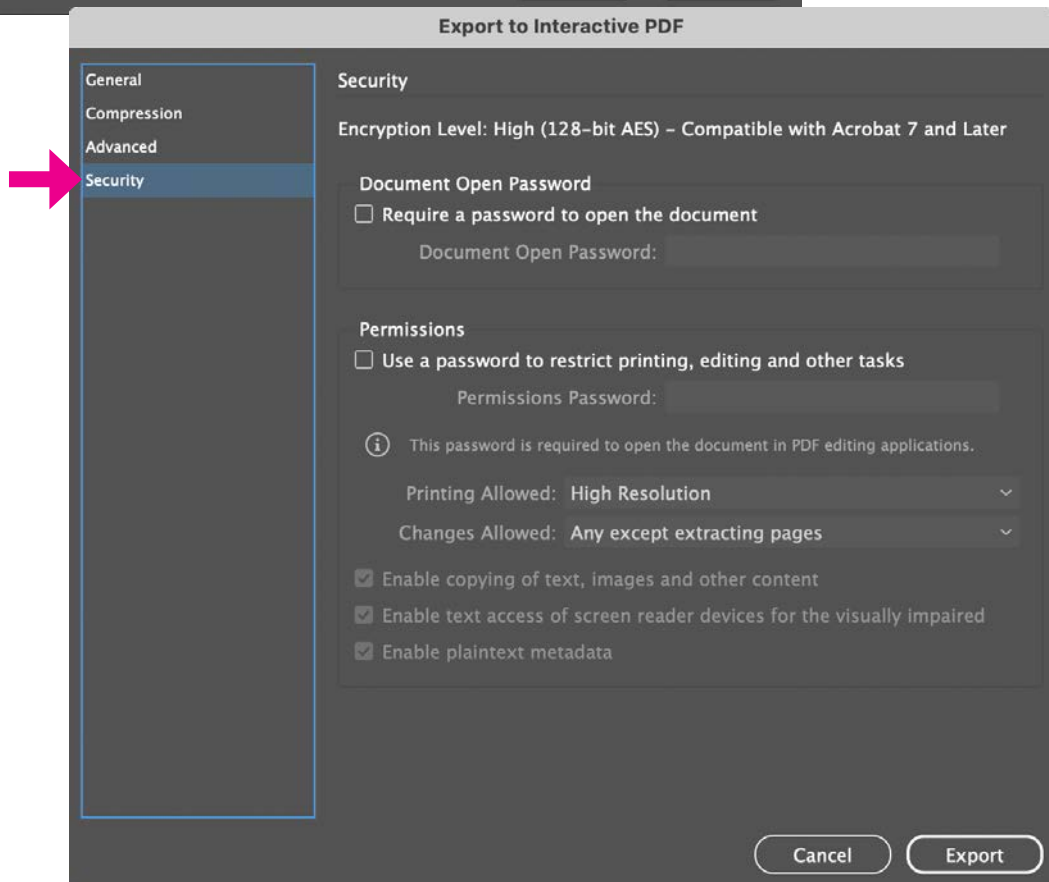 Export to Interactive PDF
General
Compression
Advanced
Security
Security
Encryption Level: High (128-bit AES) – Compatible with Acrobat 7 and Later
Document Open Password
Require a password to open the document
Document Open Password:
Permissions
Use a password to restrict printing, editing and other tasks
Permissions Password:
This password is required to open the document in PDF editing applications.
Printing Allowed: High Resolution
Changes Allowed: Any except extracting pages
Enable copying of text, images and other content
Enable text access of screen reader devices for the visually impaired
Enable plaintext metadata
Cancel Export